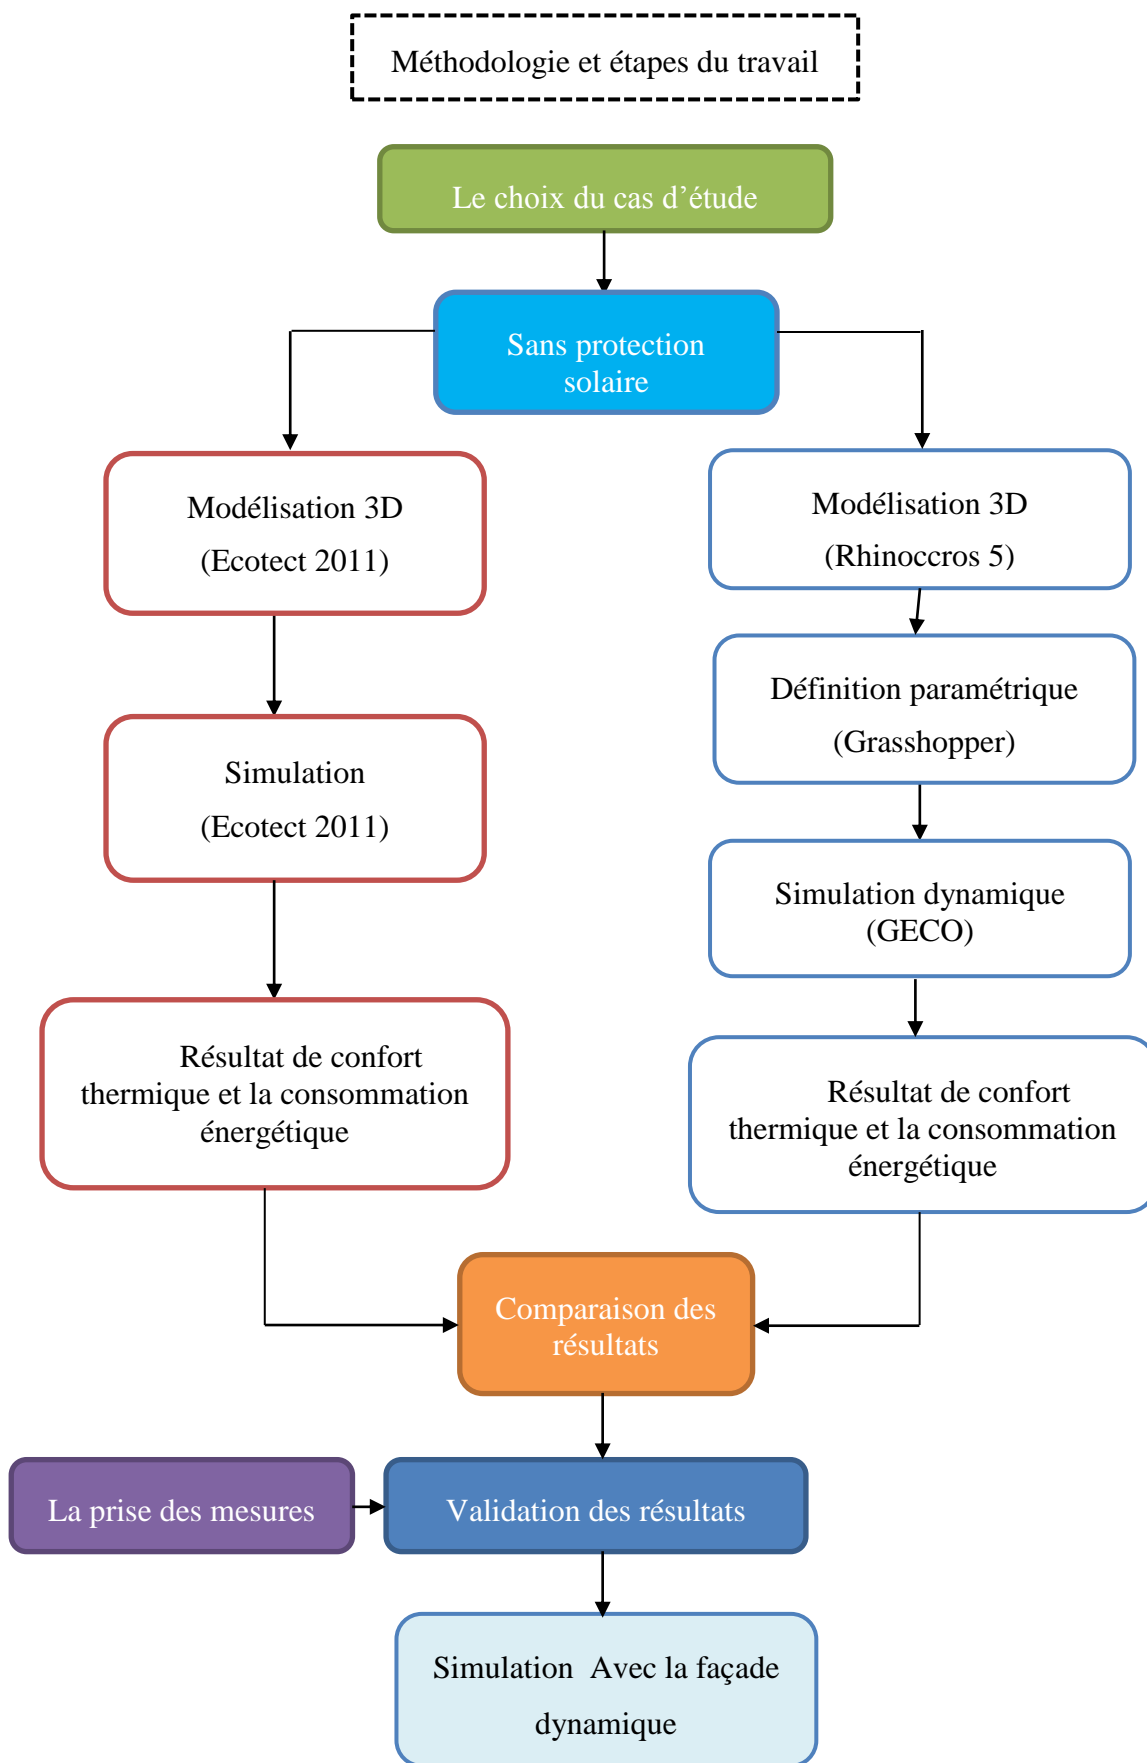 Méthodologie et étapes du travail
Le choix du cas d’étude
Sans protection
solaire
Modélisation 3D
(Ecotect 2011)
Modélisation 3D
(Rhinoccros 5)
Définition paramétrique
(Grasshopper)
Simulation
(Ecotect 2011)
Simulation dynamique
(GECO)
Résultat de confort
thermique et la consommation
énergétique
Résultat de confort
thermique et la consommation
énergétique
Comparaison des
résultats
La prise des mesures
Validation des résultats
Simulation Avec la façade
dynamique